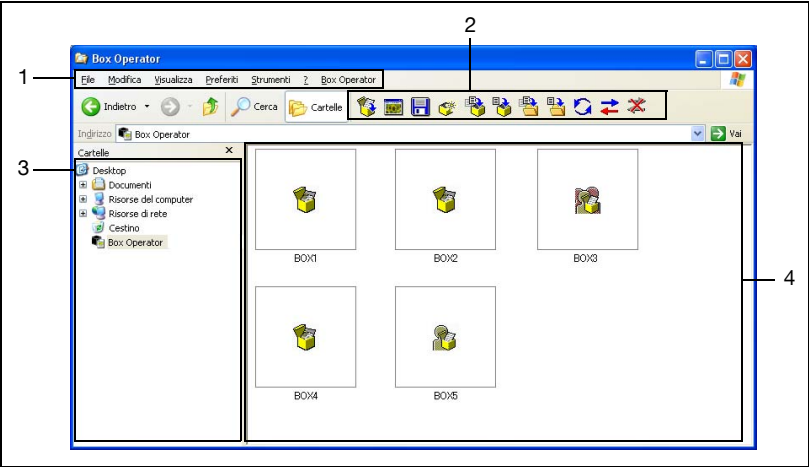 2
Box Operator
1
File Modifica Visualizza Preferiti Strumenti ? Box Operator
Indietro Cerca Cartelle
Indirizzo Box Operator Vai
Cartelle x
3
Desktop
Documenti
Risorse del computer
Risorse di rete
Cestino
Box Operator
BOX1 BOX2 BOX3
4
BOX4 BOX5